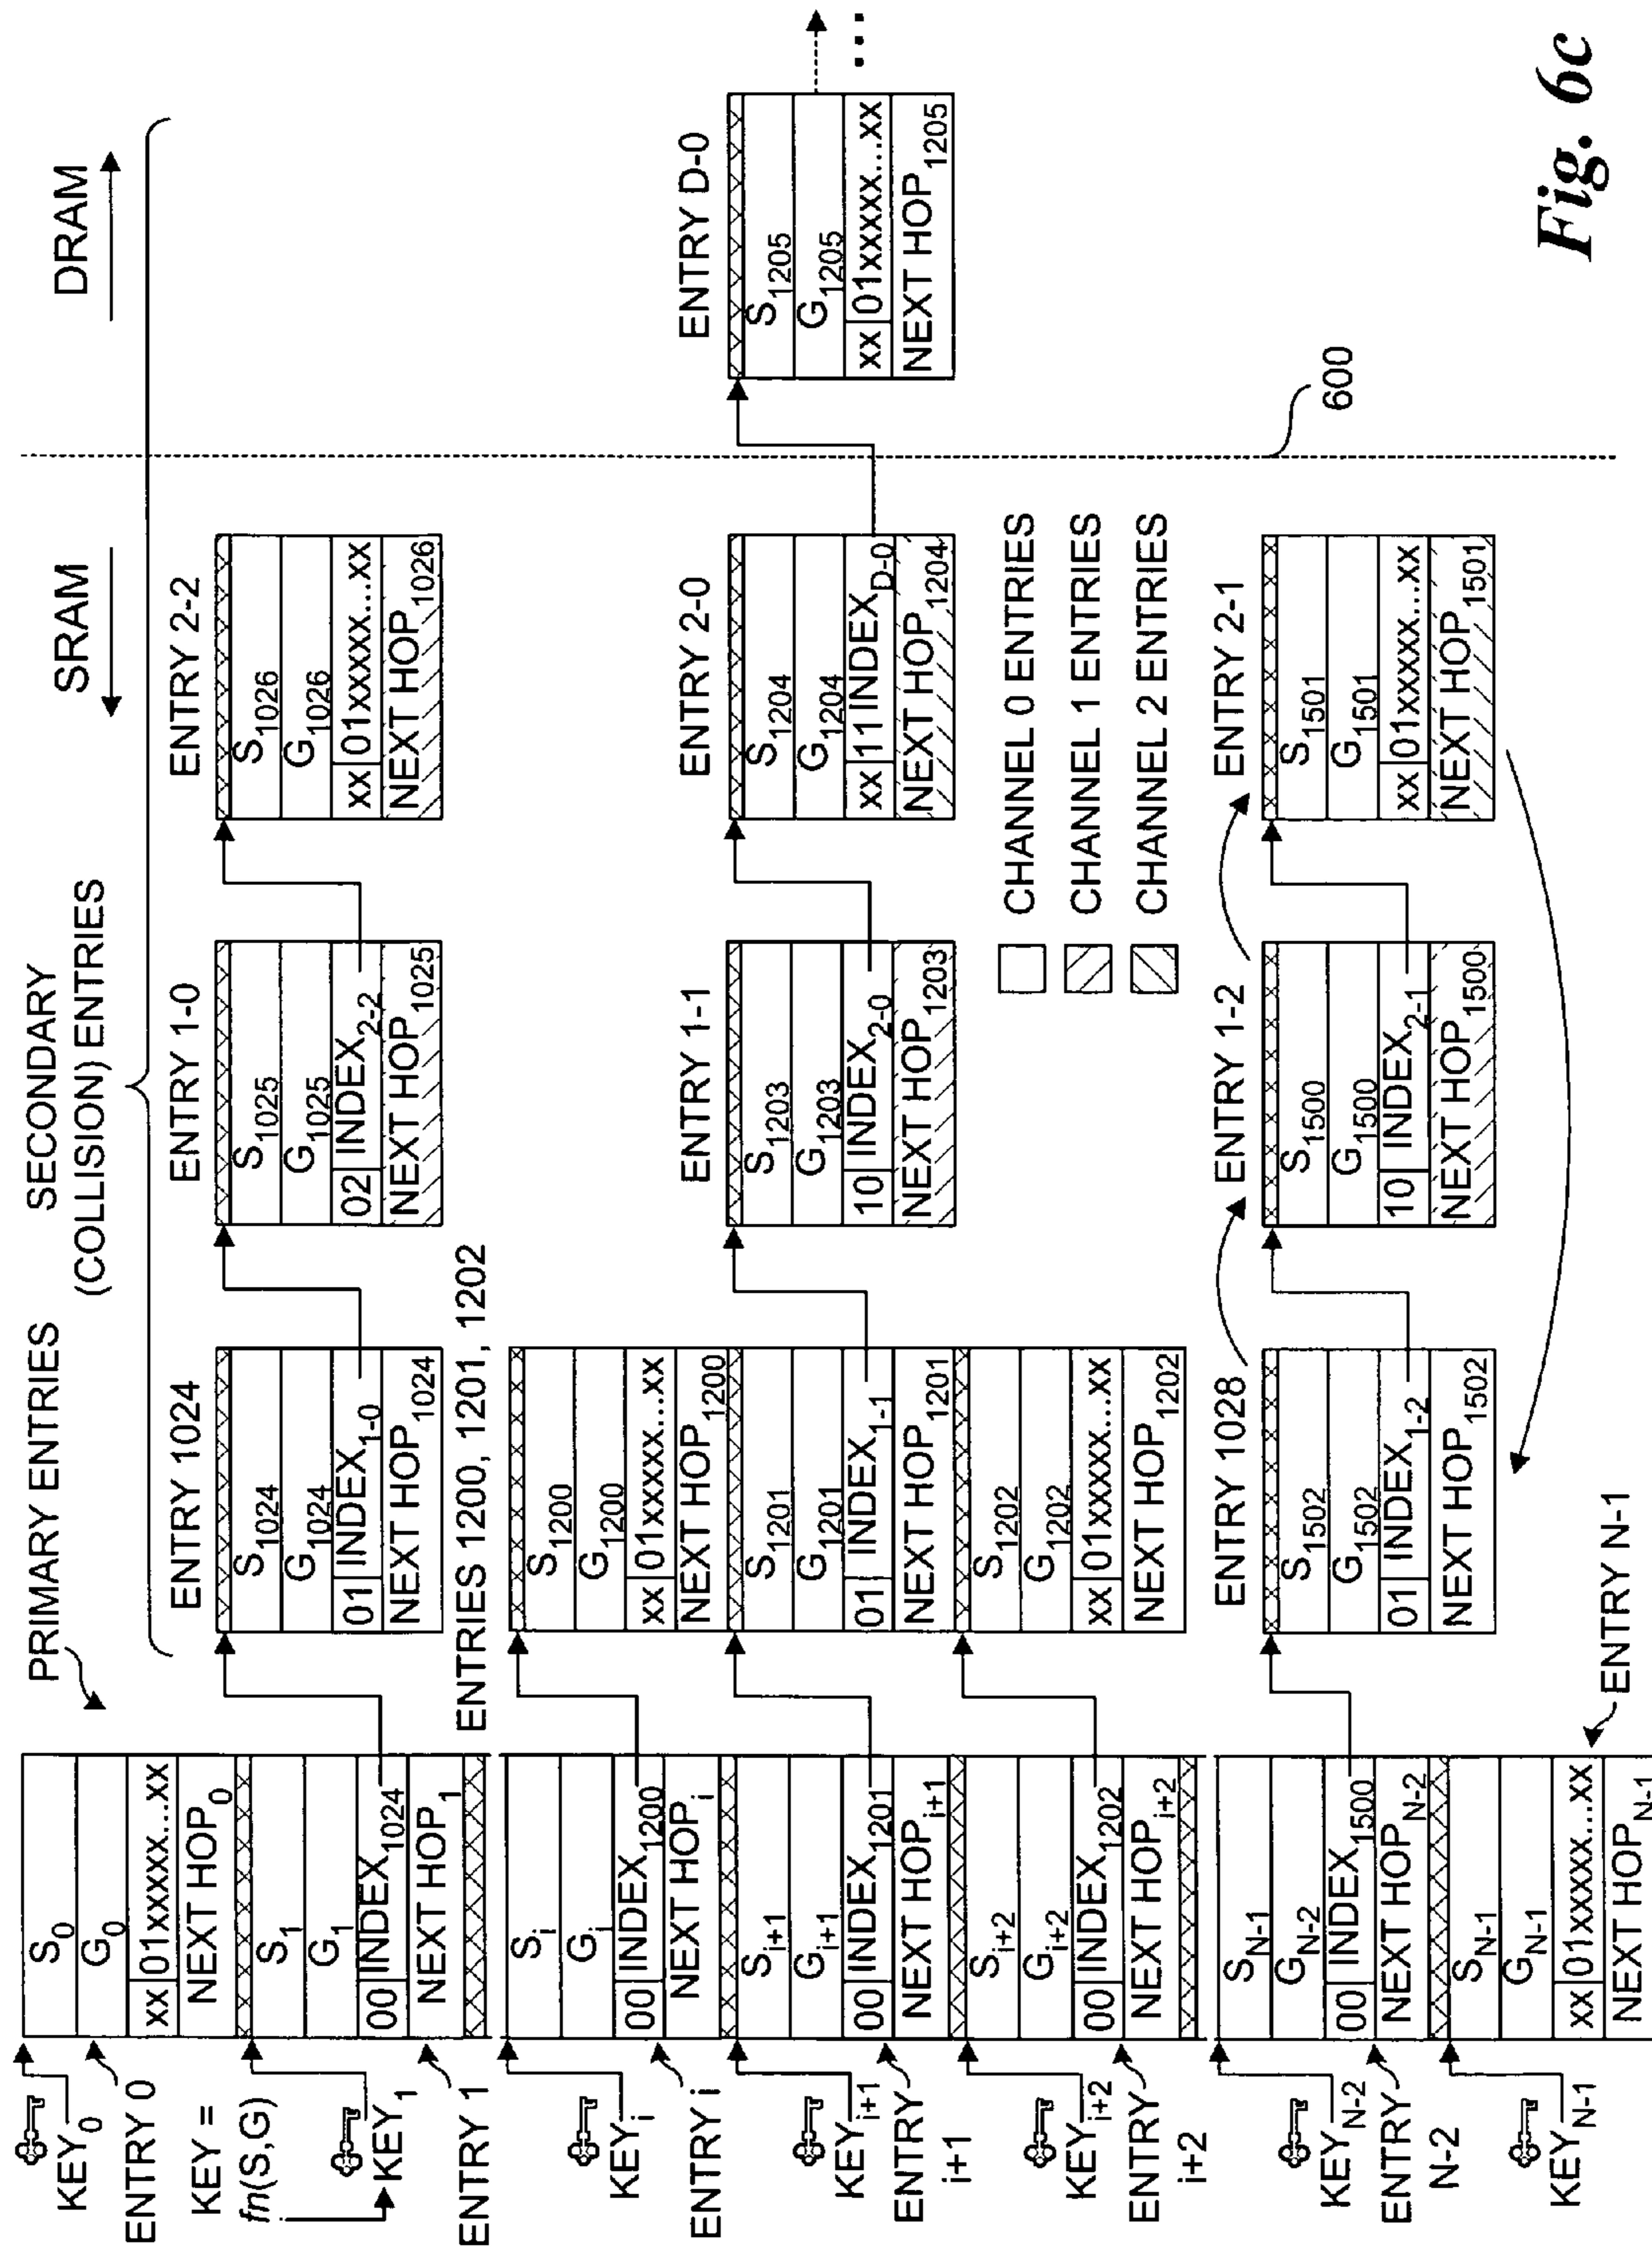 PRIMARY ENTRIES
SECONDARY
(COLLISION) ENTRIES
SRAM
DRAM
KEY0
ENTRY 0
KEY =
fn(S,G)
KEY1
ENTRY 1
S0
G0
xx 01xxxxx...xx
NEXT HOP0
S1
G1
00 INDEX1024
NEXT HOP1
ENTRY 1024
S1024
G1024
01 INDEX1-0
NEXT HOP1024
ENTRY 1-0
S1025
G1025
02 INDEX2-2
NEXT HOP1025
ENTRY 2-2
S1026
G1026
xx 01xxxxx...xx
NEXT HOP1026
ENTRIES 1200, 1201, 1202
KEYi
ENTRY i
Si
Gi
00 INDEX1200
NEXT HOPi
S1200
G1200
xx 01xxxxx...xx
NEXT HOP1200
KEYi+1
ENTRY
i+1
Si+1
Gi+1
00 INDEX1201
NEXT HOPi+1
S1201
G1201
01 INDEX1-1
NEXT HOP1201
ENTRY 1-1
S1203
G1203
10 INDEX2-0
NEXT HOP1203
ENTRY 2-0
S1204
G1204
xx 11INDEXD-0
NEXT HOP1204
ENTRY D-0
S1205
G1205
xx 01xxxxx...xx
NEXT HOP1205
...
KEYi+2
ENTRY
i+2
Si+2
Gi+2
00 INDEX1202
NEXT HOPi+2
S1202
G1202
xx 01xxxxx...xx
NEXT HOP1202
CHANNEL 0 ENTRIES
CHANNEL 1 ENTRIES
CHANNEL 2 ENTRIES
600
KEYN-2
ENTRY
N-2
SN-1
GN-2
00 INDEX1500
NEXT HOPN-2
ENTRY 1028
S1502
G1502
01 INDEX1-2
NEXT HOP1502
ENTRY 1-2
S1500
G1500
10 INDEX2-1
NEXT HOP1500
ENTRY 2-1
S1501
G1501
xx 01xxxxx...xx
NEXT HOP1501
KEYN-1
SN-1
GN-1
xx 01xxxxx...xx
NEXT HOPN-1
ENTRY N-1
Fig. 6c